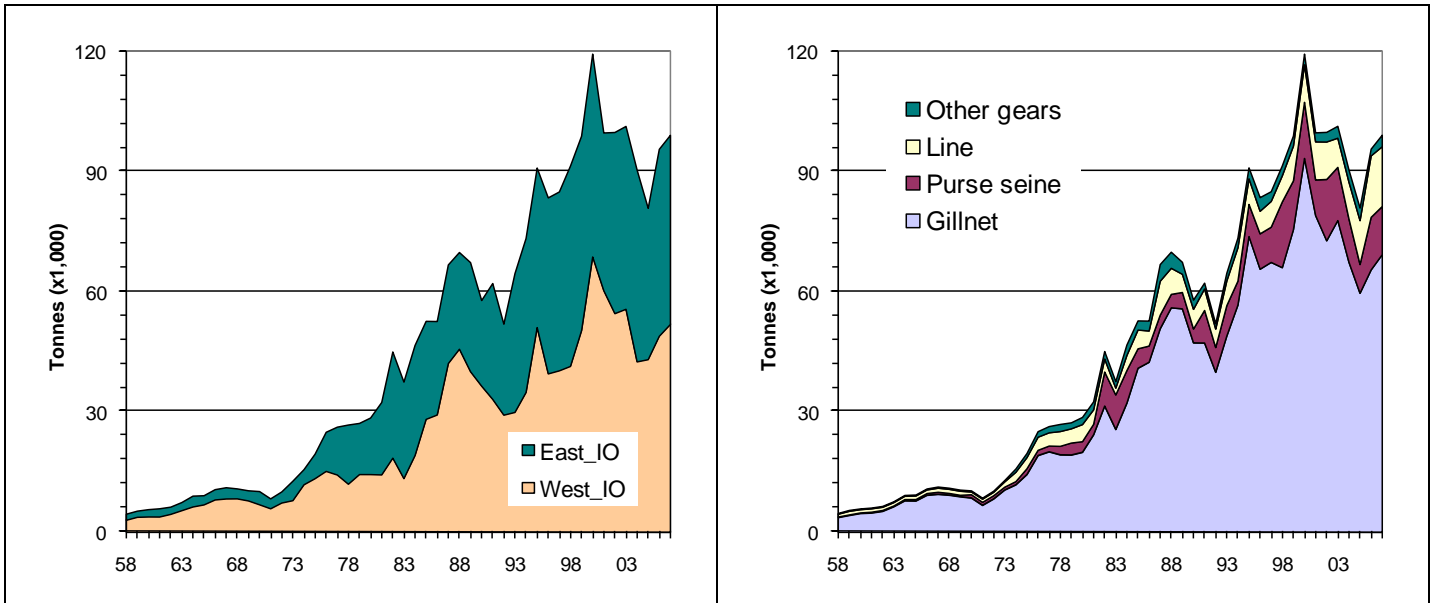 Tonnes (x1,000)
120
90
60
30
0
58 63 68 73 78 83 88 93 98 03
East_IO
West_IO
Tonnes (x1,000)
120
90
60
30
0
58 63 68 73 78 83 88 93 98 03
Other gears
Line
Purse seine
Gillnet